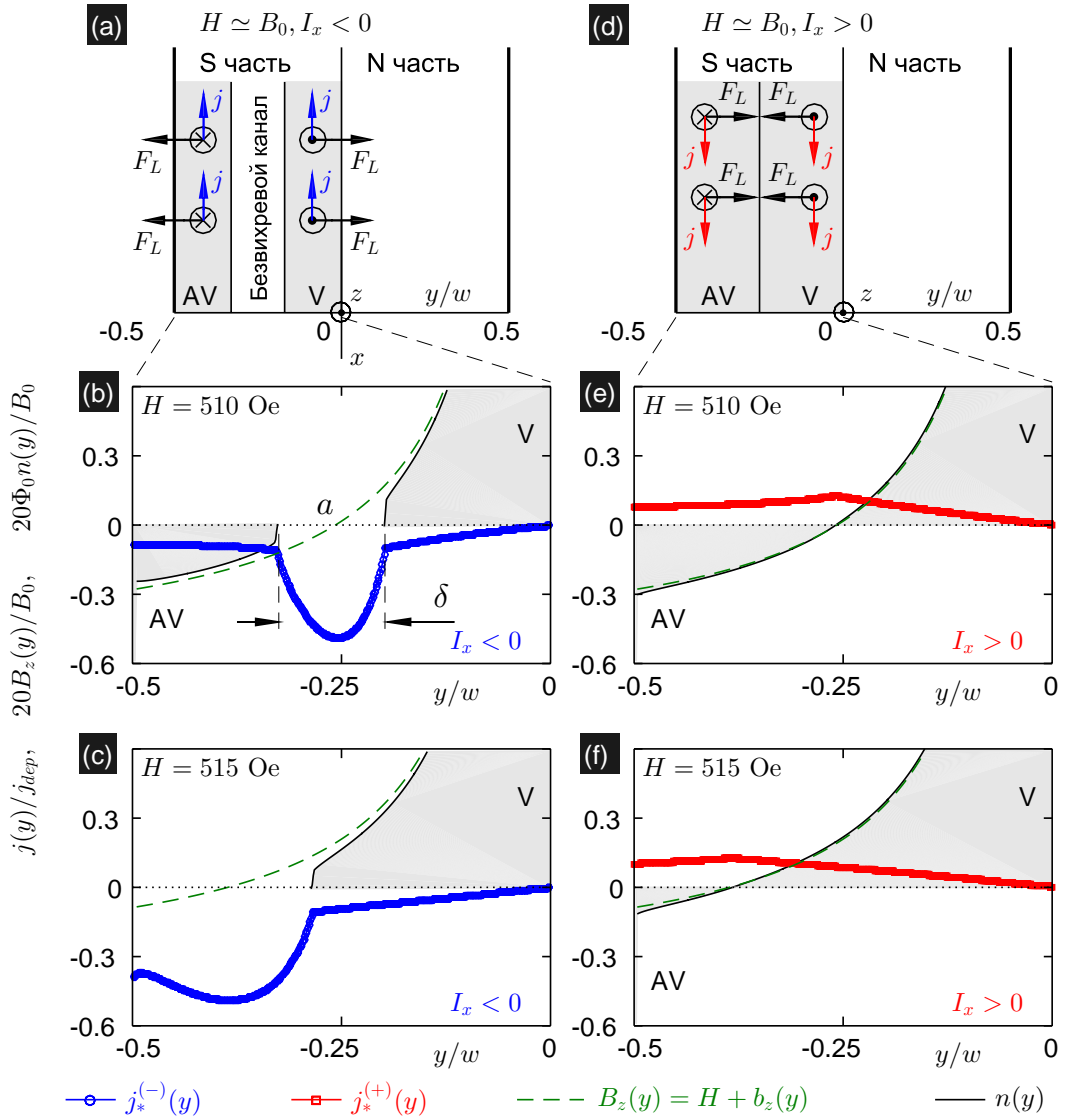 (a)
H ≃ B₀, Iₓ < 0
S часть
N часть
j
j
F_L
F_L
j
j
F_L
F_L
Безвихревой канал
AV
V
z
y/w
-0.5
0
0.5
x
(d)
H ≃ B₀, Iₓ > 0
S часть
N часть
F_L
F_L
j
j
F_L
F_L
j
j
AV
V
z
y/w
-0.5
0
0.5
j(y)/j_dep, 20B_z(y)/B₀, 20Φ₀n(y)/B₀
(b)
H = 510 Oe
V
0.3
a
0
-0.3
δ
AV
Iₓ < 0
-0.6
-0.5
-0.25
y/w
0
(e)
H = 510 Oe
V
0.3
0
-0.3
AV
Iₓ > 0
-0.6
-0.5
-0.25
y/w
0
(c)
H = 515 Oe
V
0.3
0
-0.3
Iₓ < 0
-0.6
-0.5
-0.25
y/w
0
(f)
H = 515 Oe
V
0.3
0
-0.3
AV
Iₓ > 0
-0.6
-0.5
-0.25
y/w
0
j_*^(−)(y)
j_*^(+)(y)
B_z(y) = H + b_z(y)
n(y)